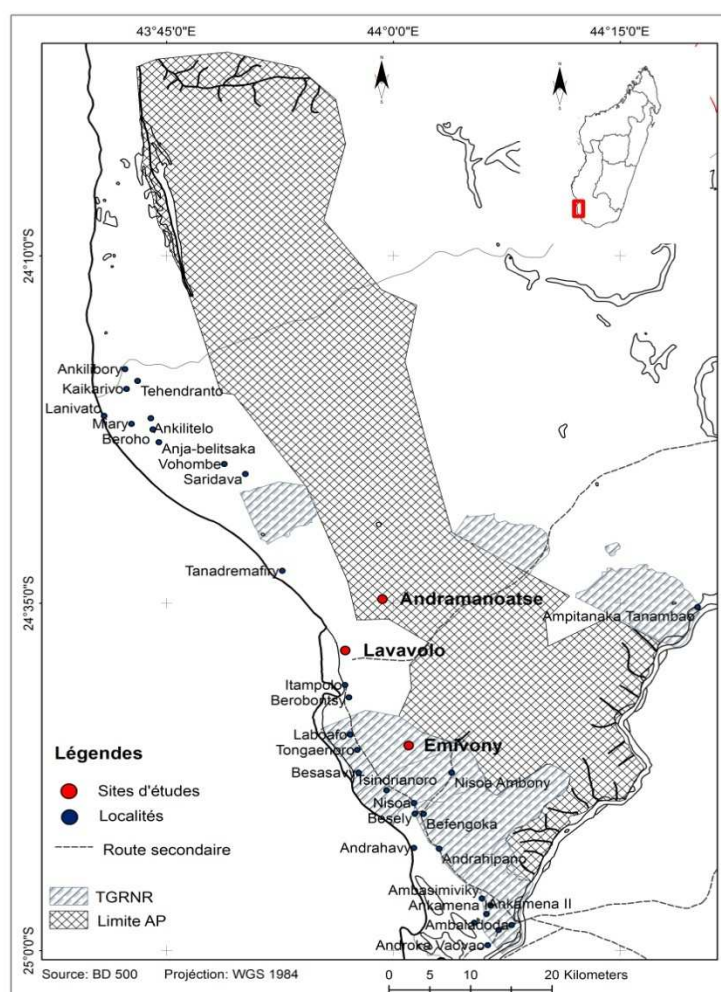 43°45'0"E 44°0'0"E 44°15'0"E
24°10'0"S
Ankilibory
Kaikarivo
Tehendranto
Lanivato
Miary
Ankilitelo
Beroho
Anja-belitsaka
Vohombe
Saridava
Tanadremafiry
24°35'0"S
Andramanoatse
Ampitanaka Tanambao
Lavavolo
Itampolo
Berobontsy
Laboafo
Emivony
Tongaenoro
Légendes
Besasavy
Tsindrianoro
Nisoa Ambony
Sites d'études
Nisoa
Localités
Besely
Befengoka
Route secondaire
Andrahavy
Andrahipano
TGRNR
Ambasimiviky
Ankamena
Ankamena II
Limite AP
Ambaladoda
Androka Vaovao
25°0'0"S
Source: BD 500 Projéction: WGS 1984
0 5 10 20 Kilometers